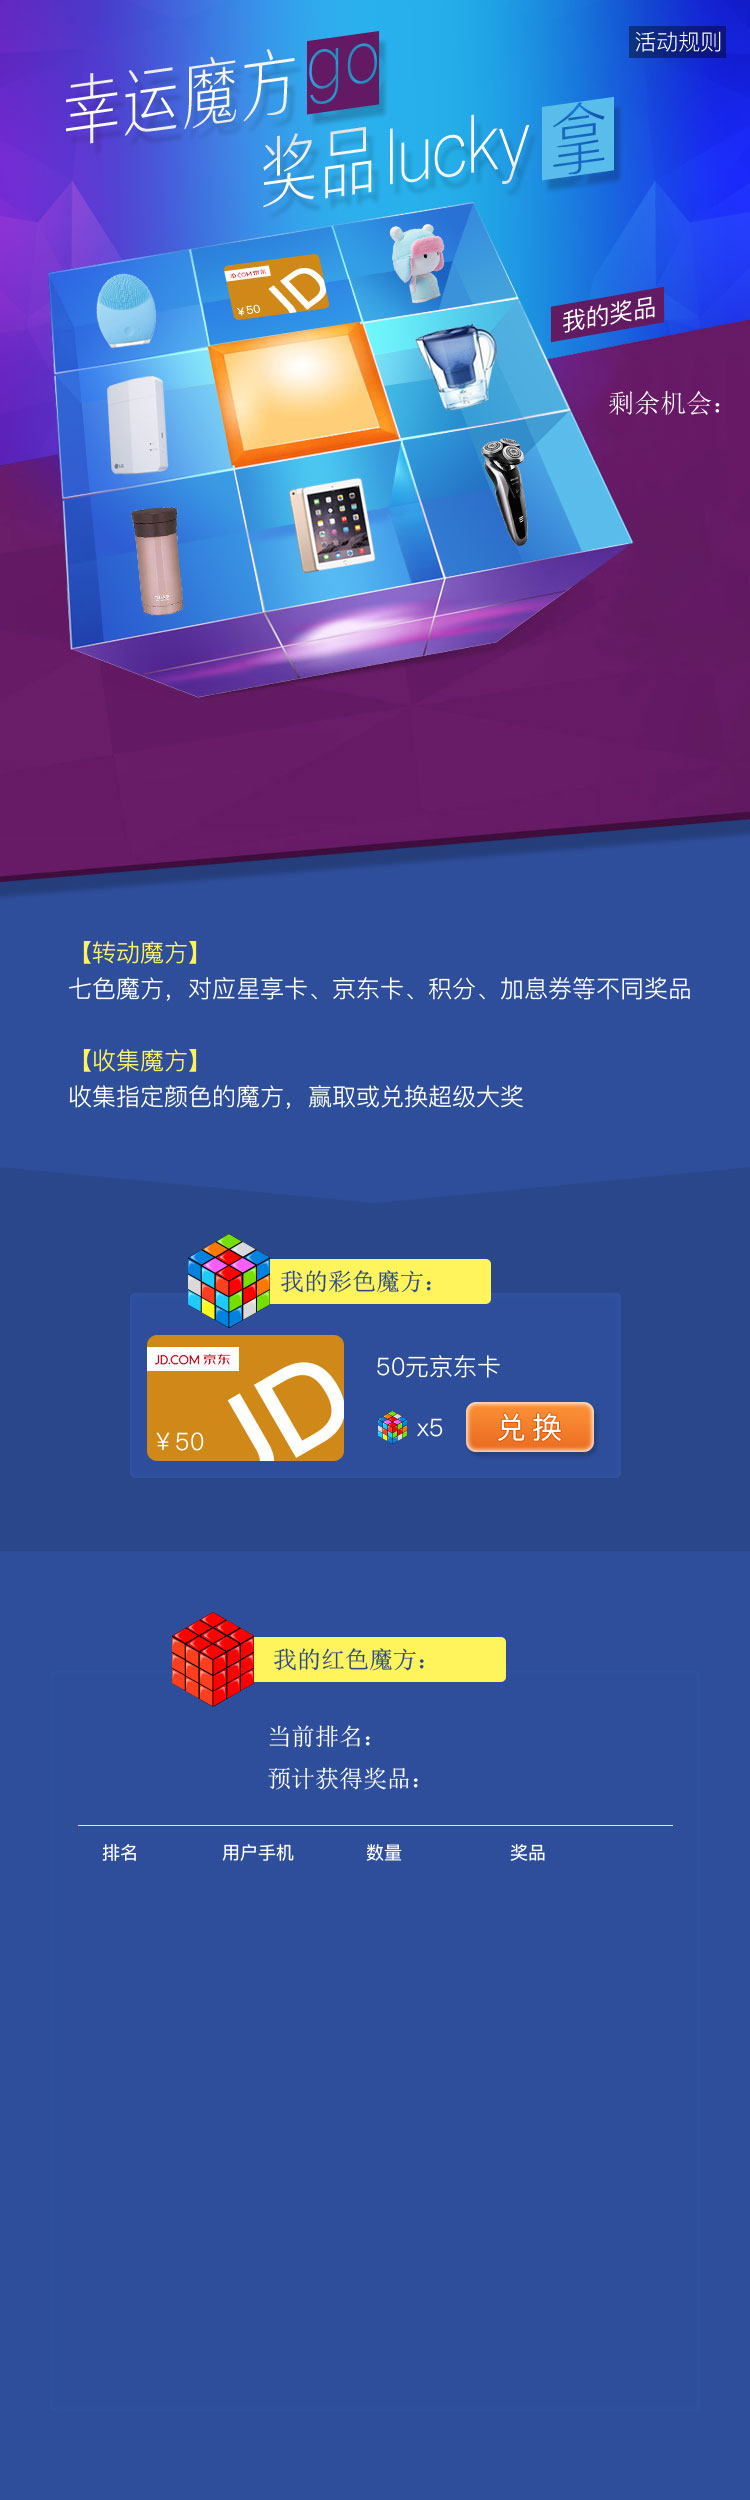 活动规则
幸运魔方go
奖品lucky拿
JD.COM 京东
JD
¥50
我的奖品
剩余机会：
LG
【转动魔方】
七色魔方，对应星享卡、京东卡、积分、加息券等不同奖品
【收集魔方】
收集指定颜色的魔方，赢取或兑换超级大奖
我的彩色魔方：
JD.COM 京东
JD
¥50
50元京东卡
x5
兑换
我的红色魔方：
当前排名：
预计获得奖品：
排名 用户手机 数量 奖品